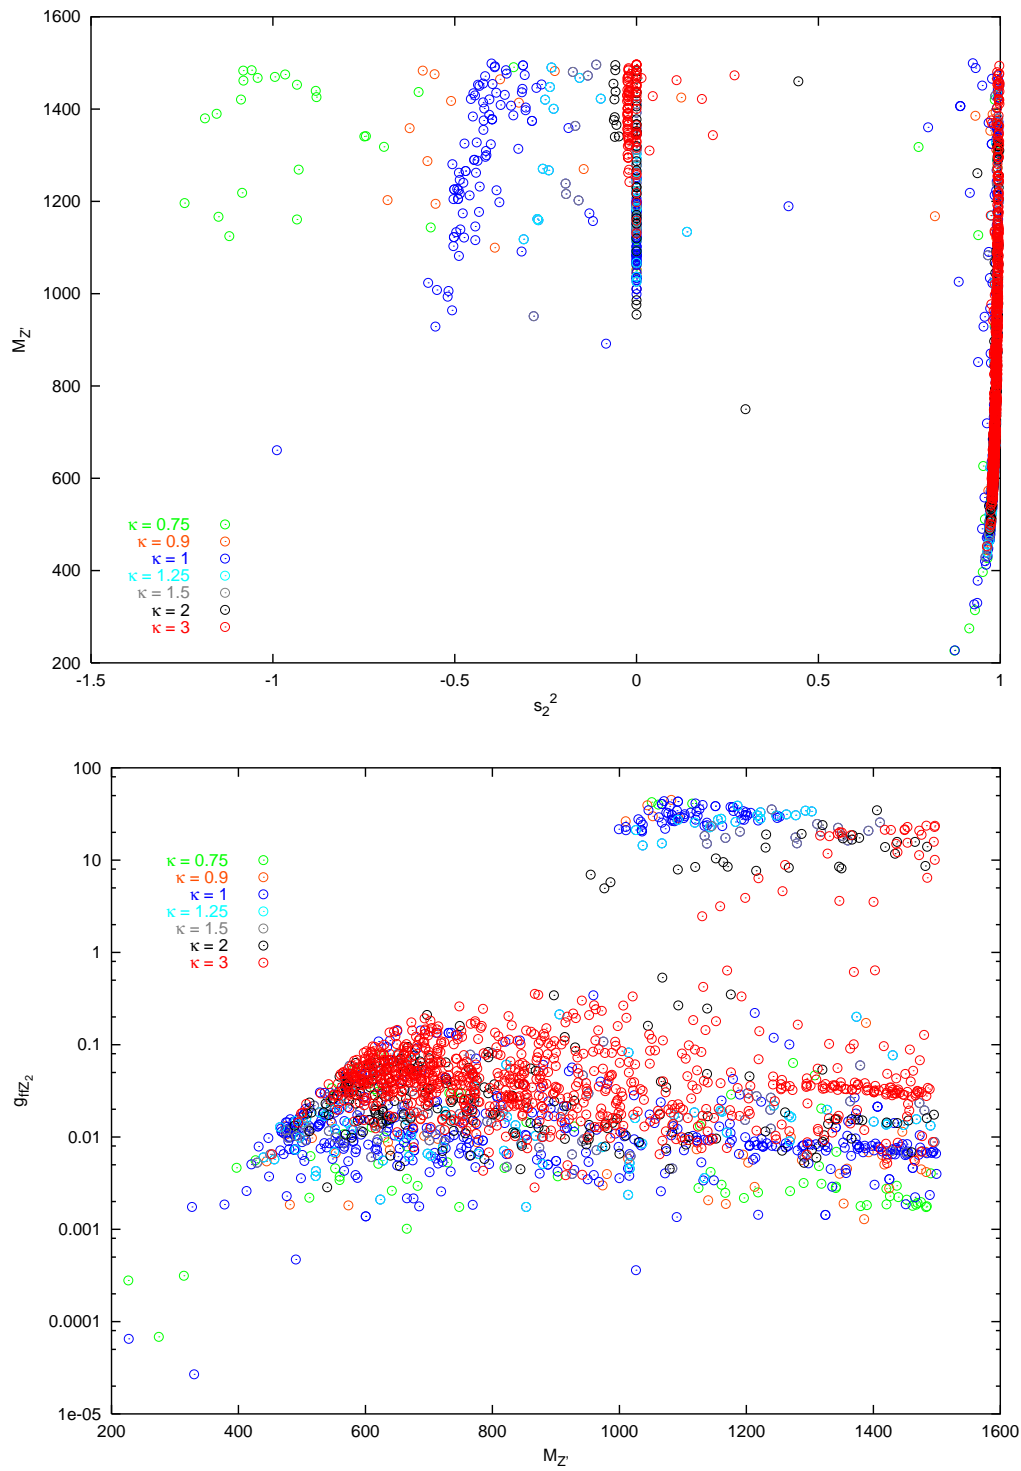 1600
1400
1200
1000
800
600
400
200
M_Z'
κ = 0.75
κ = 0.9
κ = 1
κ = 1.25
κ = 1.5
κ = 2
κ = 3
-1.5 -1 -0.5 0 0.5 1
s_2^2
100
10
1
0.1
0.01
0.001
0.0001
1e-05
g_ffZ_2
κ = 0.75
κ = 0.9
κ = 1
κ = 1.25
κ = 1.5
κ = 2
κ = 3
200 400 600 800 1000 1200 1400 1600
M_Z'